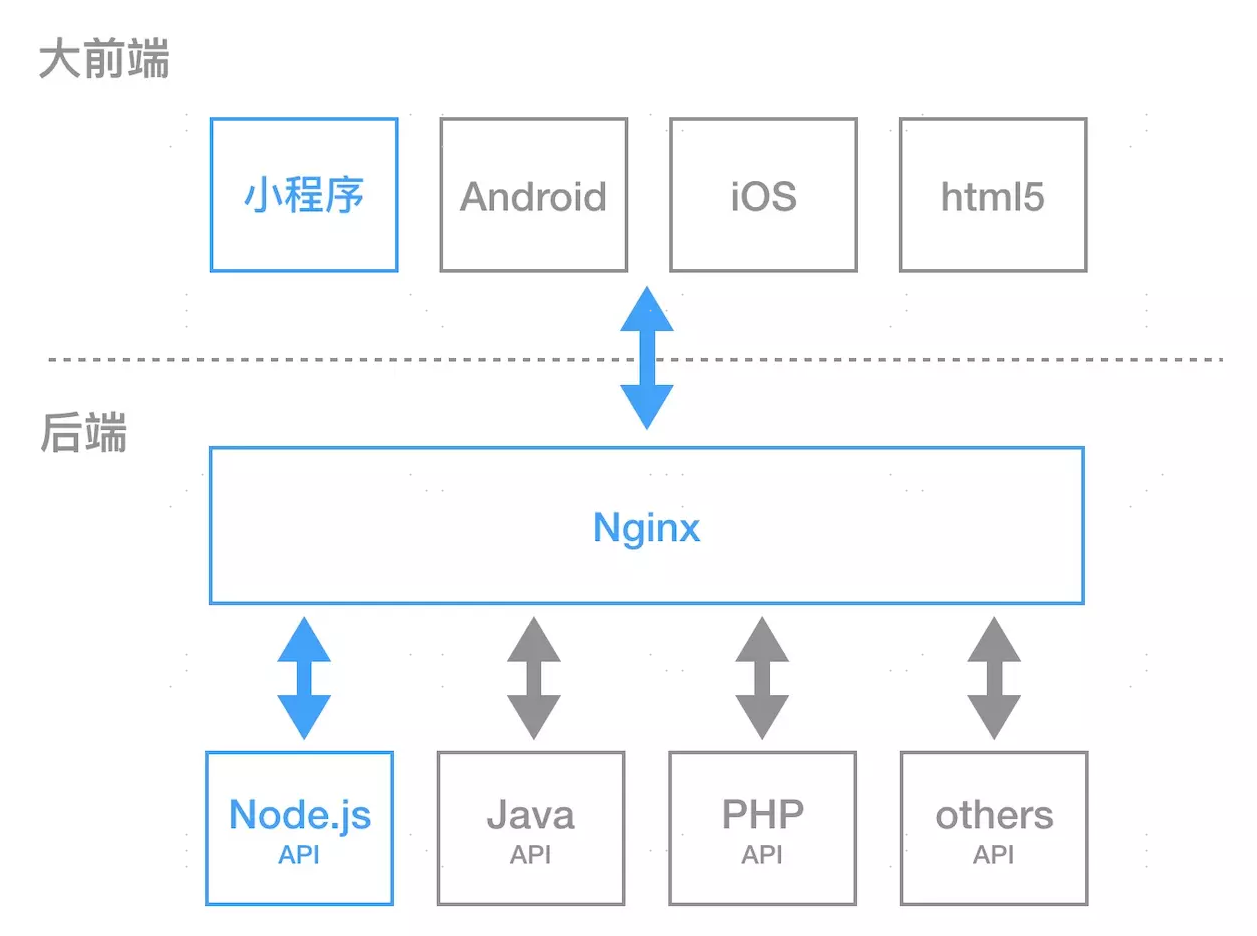 大前端
小程序
Android
iOS
html5
后端
Nginx
Node.js
API
Java
API
PHP
API
others
API